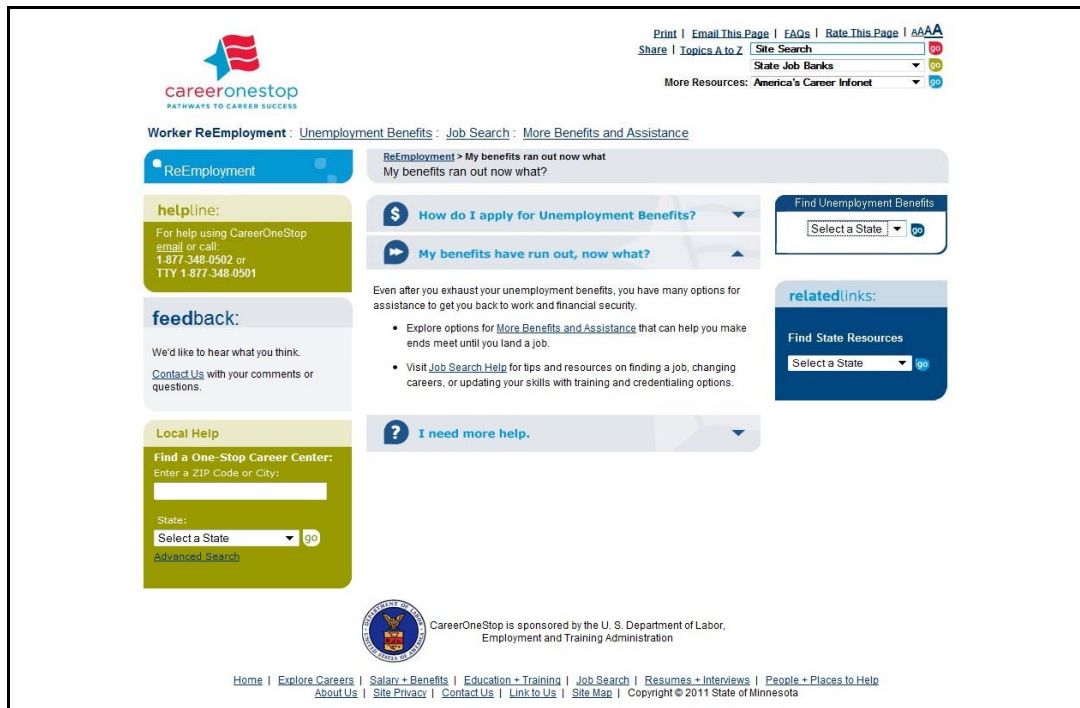 Print | Email This Page | FAQs | Rate This Page | AAAA
Share | Topics A to Z Site Search go
State Job Banks go
More Resources: America's Career Infonet go
careeronestop
PATHWAYS TO CAREER SUCCESS
Worker ReEmployment : Unemployment Benefits : Job Search : More Benefits and Assistance
ReEmployment
ReEmployment > My benefits ran out now what
My benefits ran out now what?
helpline:
For help using CareerOneStop
email or call:
1-877-348-0502 or
TTY 1-877-348-0501
feedback:
We'd like to hear what you think.
Contact Us with your comments or
questions.
Local Help
Find a One-Stop Career Center:
Enter a ZIP Code or City:
State:
Select a State go
Advanced Search
$ How do I apply for Unemployment Benefits?
My benefits have run out, now what?
Even after you exhaust your unemployment benefits, you have many options for
assistance to get you back to work and financial security.
• Explore options for More Benefits and Assistance that can help you make
ends meet until you land a job.
• Visit Job Search Help for tips and resources on finding a job, changing
careers, or updating your skills with training and credentialing options.
? I need more help.
Find Unemployment Benefits
Select a State go
relatedlinks:
Find State Resources
Select a State go
DEPARTMENT OF LABOR
UNITED STATES OF AMERICA
CareerOneStop is sponsored by the U. S. Department of Labor,
Employment and Training Administration
Home | Explore Careers | Salary + Benefits | Education + Training | Job Search | Resumes + Interviews | People + Places to Help
About Us | Site Privacy | Contact Us | Link to Us | Site Map | Copyright © 2011 State of Minnesota